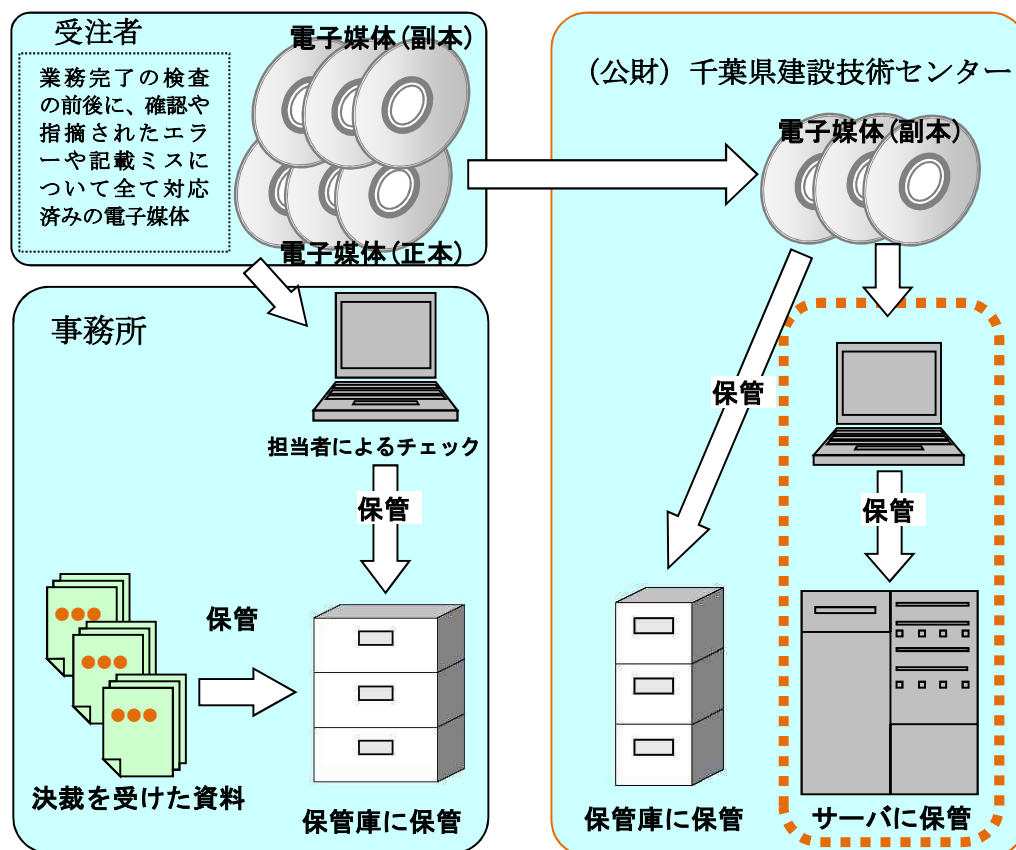 受注者
電子媒体（副本）
業務完了の検査
の前後に、確認や
指摘されたエラ
ーや記載ミスに
ついて全て対応
済みの電子媒体
電子媒体（正本）
事務所
担当者によるチェック
保管
保管
決裁を受けた資料
保管庫に保管
（公財）千葉県建設技術センター
電子媒体（副本）
保管
保管
保管庫に保管
サーバに保管